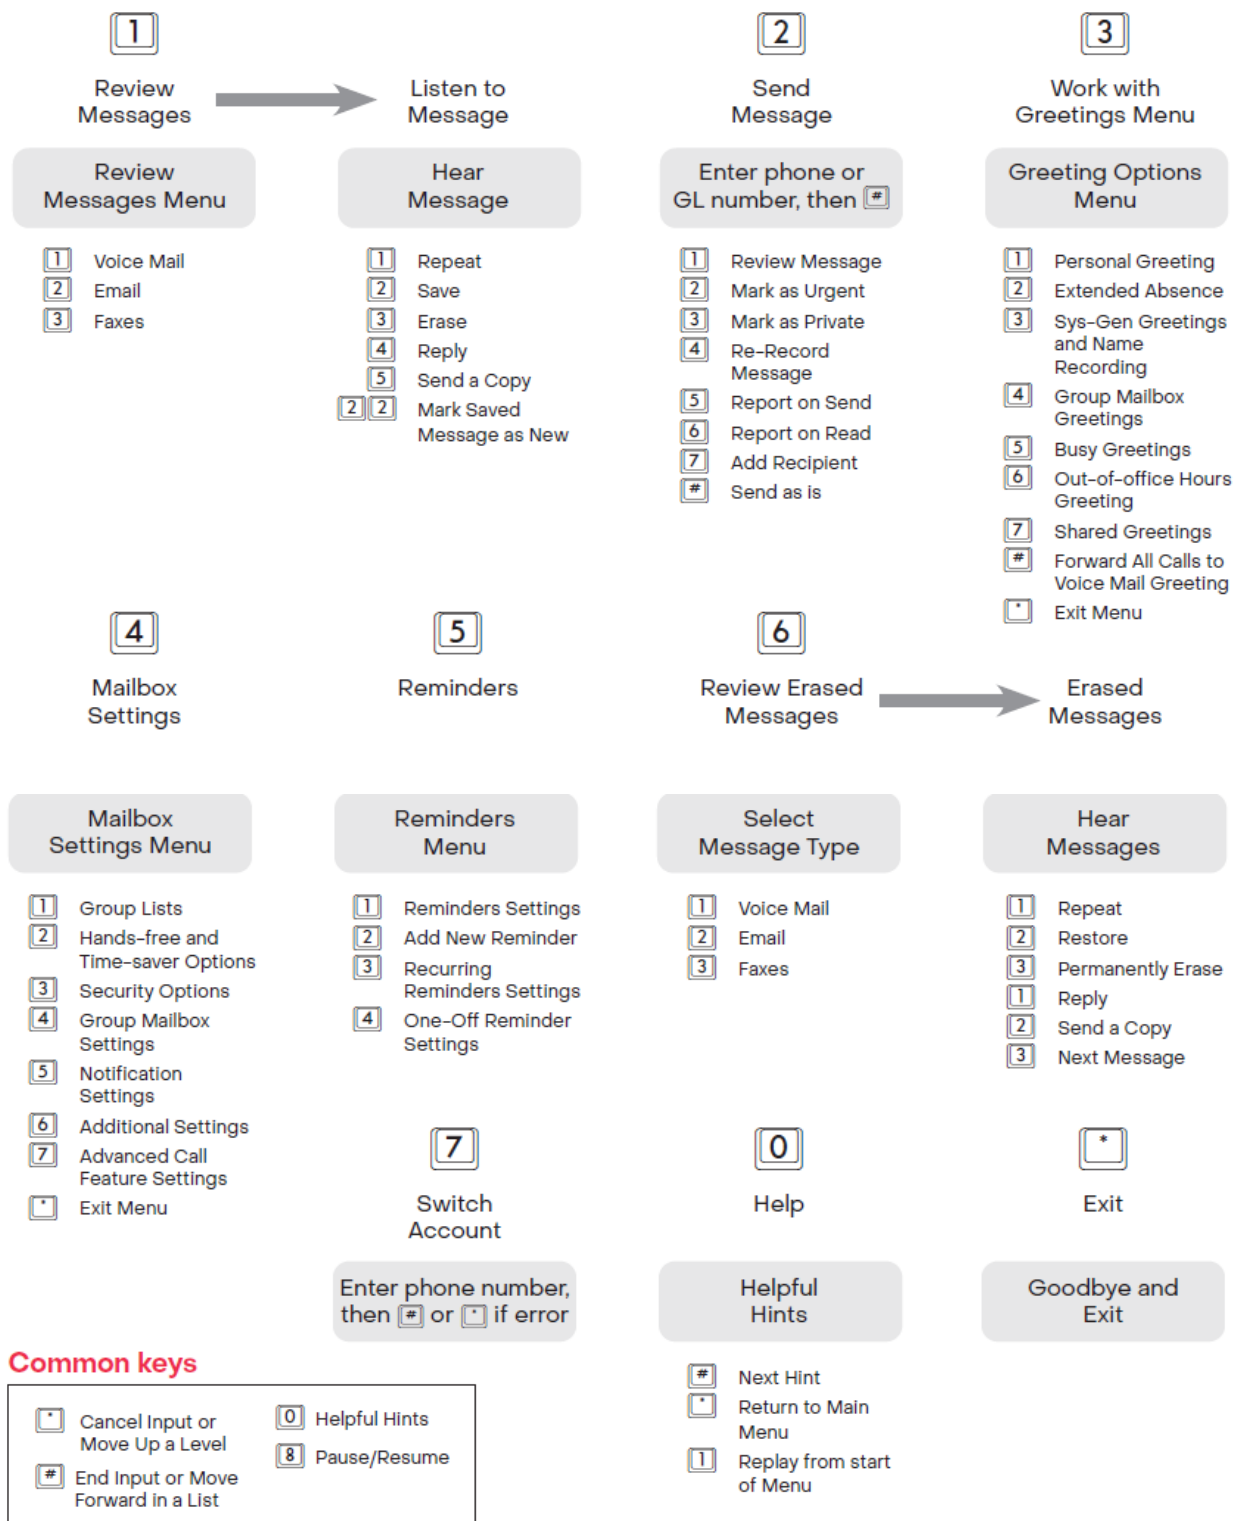 1
Review
Messages
Listen to
Message
Review
Messages Menu
1 Voice Mail
2 Email
3 Faxes
Hear
Message
1 Repeat
2 Save
3 Erase
4 Reply
5 Send a Copy
2 2 Mark Saved
Message as New
2
Send
Message
Enter phone or
GL number, then #
1 Review Message
2 Mark as Urgent
3 Mark as Private
4 Re-Record
Message
5 Report on Send
6 Report on Read
7 Add Recipient
# Send as is
3
Work with
Greetings Menu
Greeting Options
Menu
1 Personal Greeting
2 Extended Absence
3 Sys-Gen Greetings
and Name
Recording
4 Group Mailbox
Greetings
5 Busy Greetings
6 Out-of-office Hours
Greeting
7 Shared Greetings
# Forward All Calls to
Voice Mail Greeting
* Exit Menu
4
Mailbox
Settings
Mailbox
Settings Menu
1 Group Lists
2 Hands-free and
Time-saver Options
3 Security Options
4 Group Mailbox
Settings
5 Notification
Settings
6 Additional Settings
7 Advanced Call
Feature Settings
* Exit Menu
5
Reminders
Reminders
Menu
1 Reminders Settings
2 Add New Reminder
3 Recurring
Reminders Settings
4 One-Off Reminder
Settings
6
Review Erased
Messages
Erased
Messages
Select
Message Type
1 Voice Mail
2 Email
3 Faxes
Hear
Messages
1 Repeat
2 Restore
3 Permanently Erase
1 Reply
2 Send a Copy
3 Next Message
7
Switch
Account
Enter phone number,
then # or * if error
0
Help
Helpful
Hints
# Next Hint
* Return to Main
Menu
1 Replay from start
of Menu
*
Exit
Goodbye and
Exit
Common keys
* Cancel Input or
Move Up a Level
# End Input or Move
Forward in a List
0 Helpful Hints
8 Pause/Resume